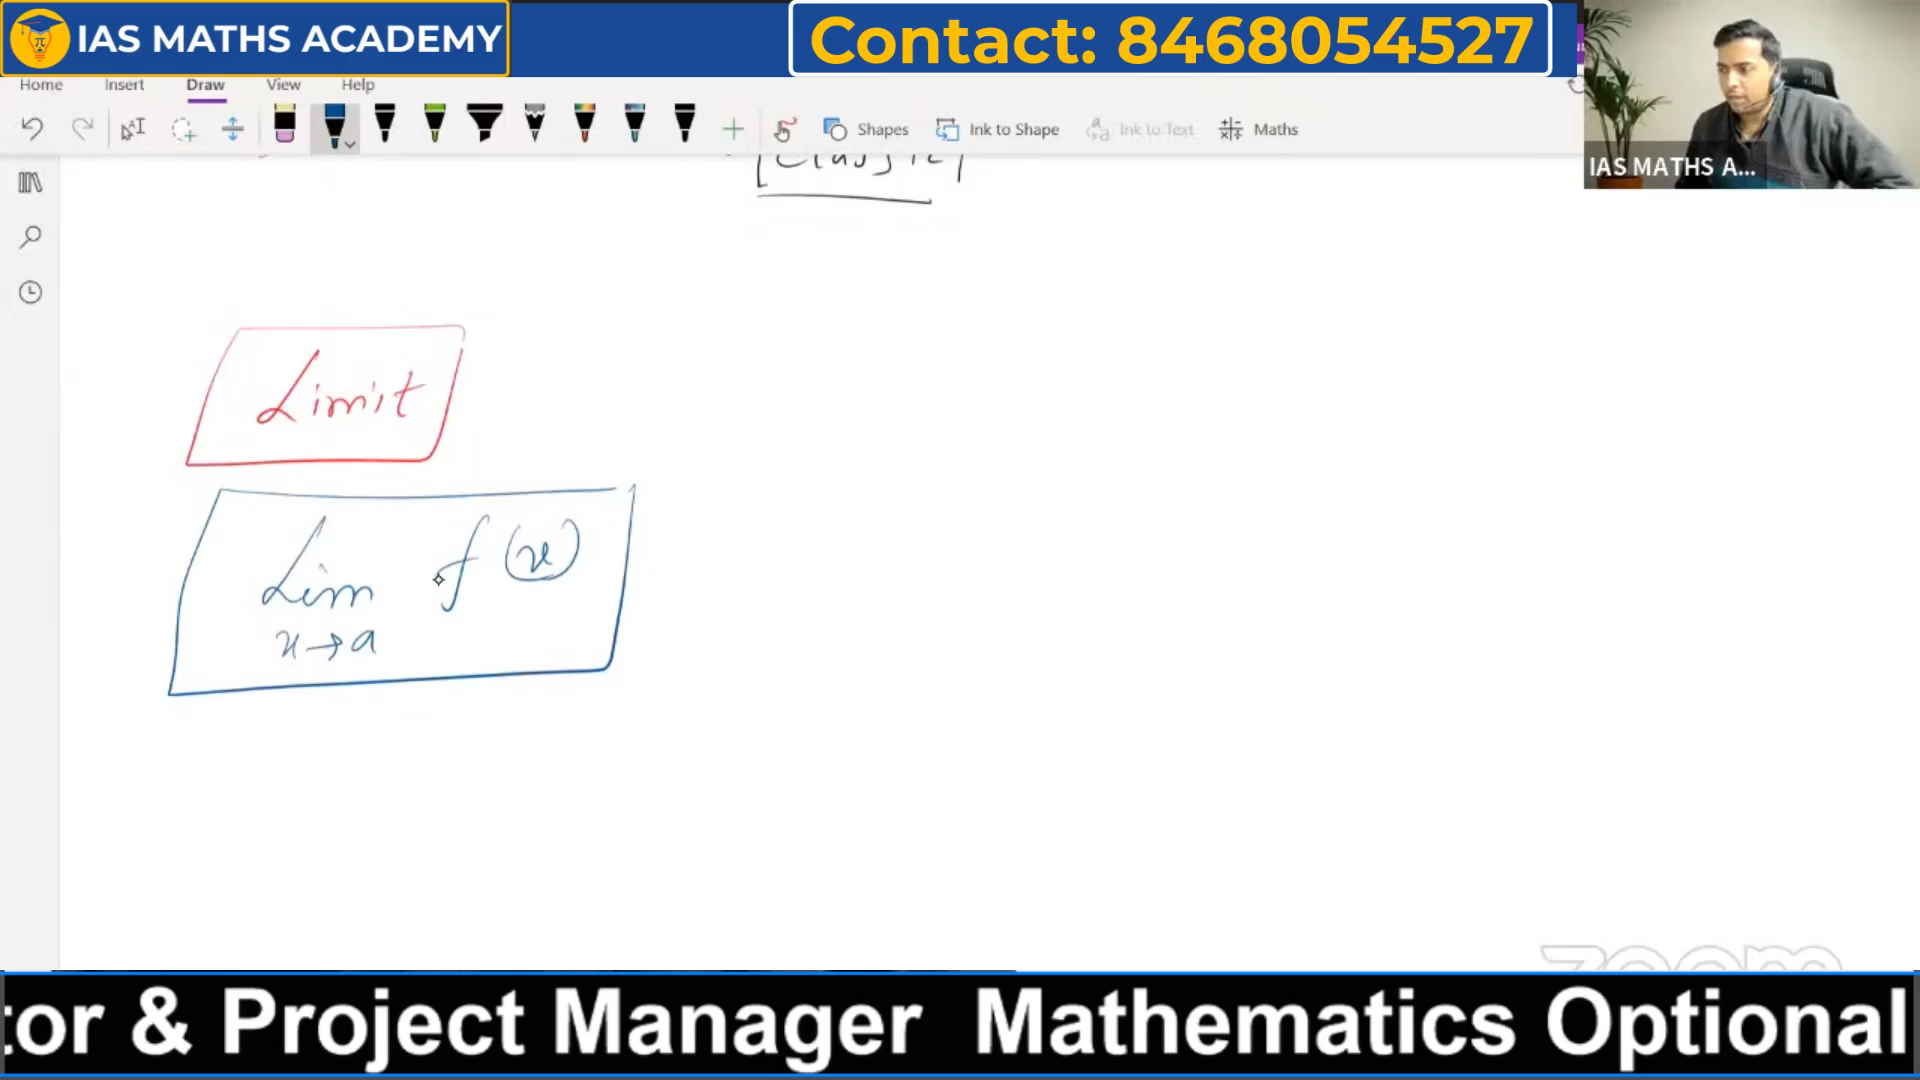 IAS MATHS ACADEMY
Contact: 8468054527
Home Insert Draw View Help
Shapes Ink to Shape Ink to Text Maths
IAS MATHS A...
Limit
Lim f(x)
x→a
zoom
tor & Project Manager Mathematics Optional